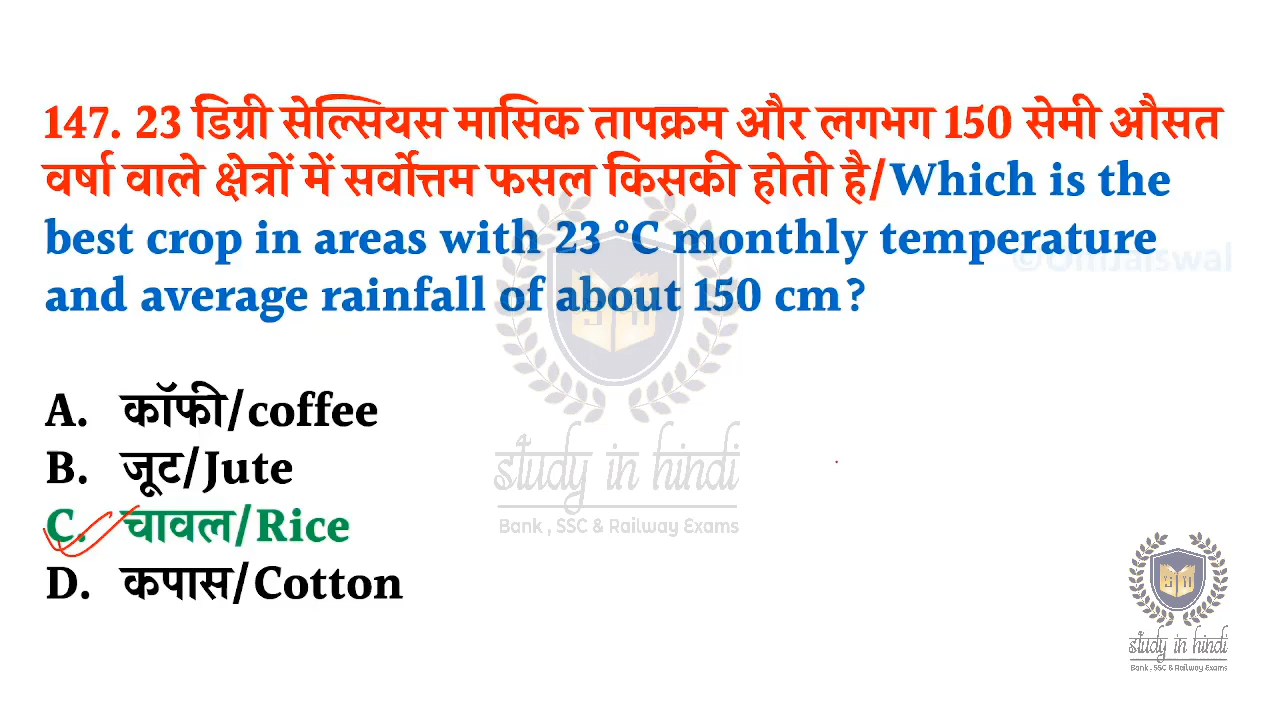 147. 23 डिग्री सेल्सियस मासिक तापक्रम और लगभग 150 सेमी औसत
वर्षा वाले क्षेत्रों में सर्वोत्तम फसल किसकी होती है/Which is the
best crop in areas with 23 °C monthly temperature
©OmJaiswal
and average rainfall of about 150 cm?
A. कॉफी/coffee
B. जूट/Jute
C. चावल/Rice
D. कपास/Cotton
study in hindi
Bank , SSC & Railway Exams
study in hindi
Bank , SSC & Railway Exams